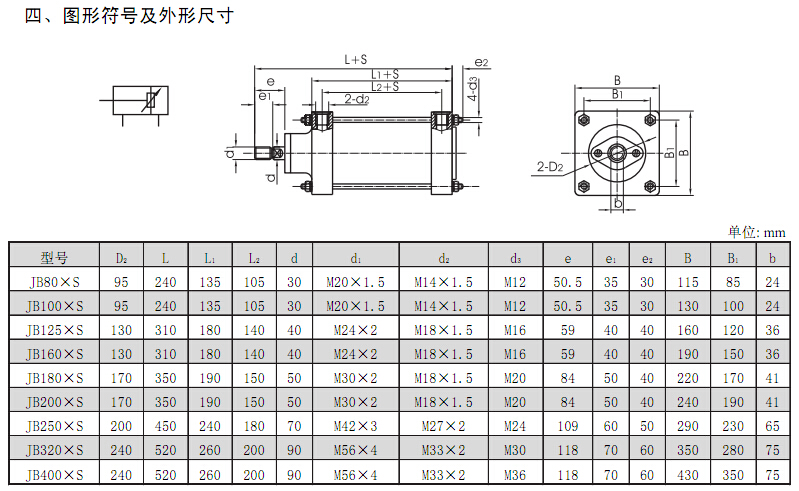 四、图形符号及外形尺寸
L+S
e2
e
L1+S
4-d3
L2+S
e1
2-d2
d1
d
B
B1
2-D2
B1
B
b
单位: mm
型号 D2 L L1 L2 d d1 d2 d3 e e1 e2 B B1 b
JB80×S 95 240 135 105 30 M20×1.5 M14×1.5 M12 50.5 35 30 115 85 24
JB100×S 95 240 135 105 30 M20×1.5 M14×1.5 M12 50.5 35 30 130 100 24
JB125×S 130 310 180 140 40 M24×2 M18×1.5 M16 59 40 40 160 120 36
JB160×S 130 310 180 140 40 M24×2 M18×1.5 M16 59 40 40 190 150 36
JB180×S 170 350 190 150 50 M30×2 M18×1.5 M20 84 50 40 220 170 41
JB200×S 170 350 190 150 50 M30×2 M18×1.5 M20 84 50 40 240 190 41
JB250×S 200 450 240 180 70 M42×3 M27×2 M24 109 60 50 290 230 65
JB320×S 240 520 260 200 90 M56×4 M33×2 M30 118 70 60 350 280 75
JB400×S 240 520 260 200 90 M56×4 M33×2 M36 118 70 60 430 350 75